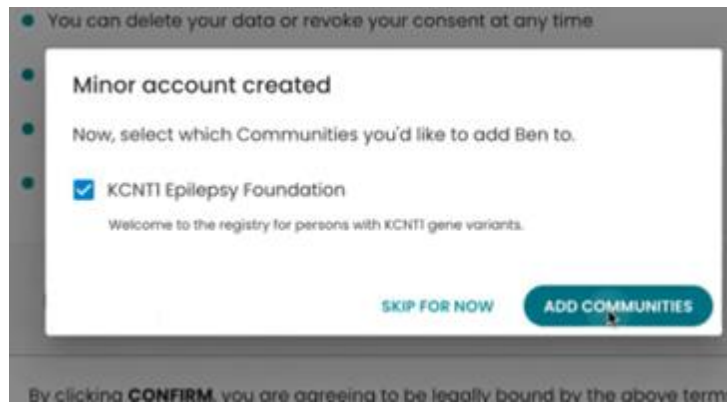 You can delete your data or revoke your consent at any time
Minor account created
Now, select which Communities you'd like to add Ben to.
KCNT1 Epilepsy Foundation
Welcome to the registry for persons with KCNT1 gene variants.
SKIP FOR NOW ADD COMMUNITIES
By clicking CONFIRM, you are agreeing to be legally bound by the above term